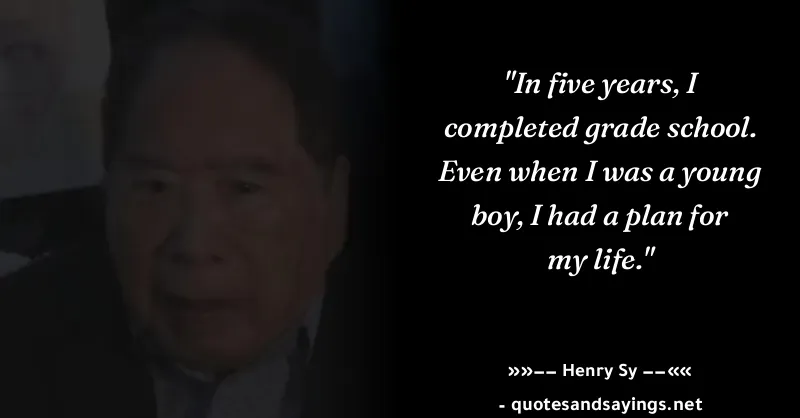 "In five years, I
completed grade school.
Even when I was a young
boy, I had a plan for
my life."
»»−− Henry Sy −−««
- quotesandsayings.net